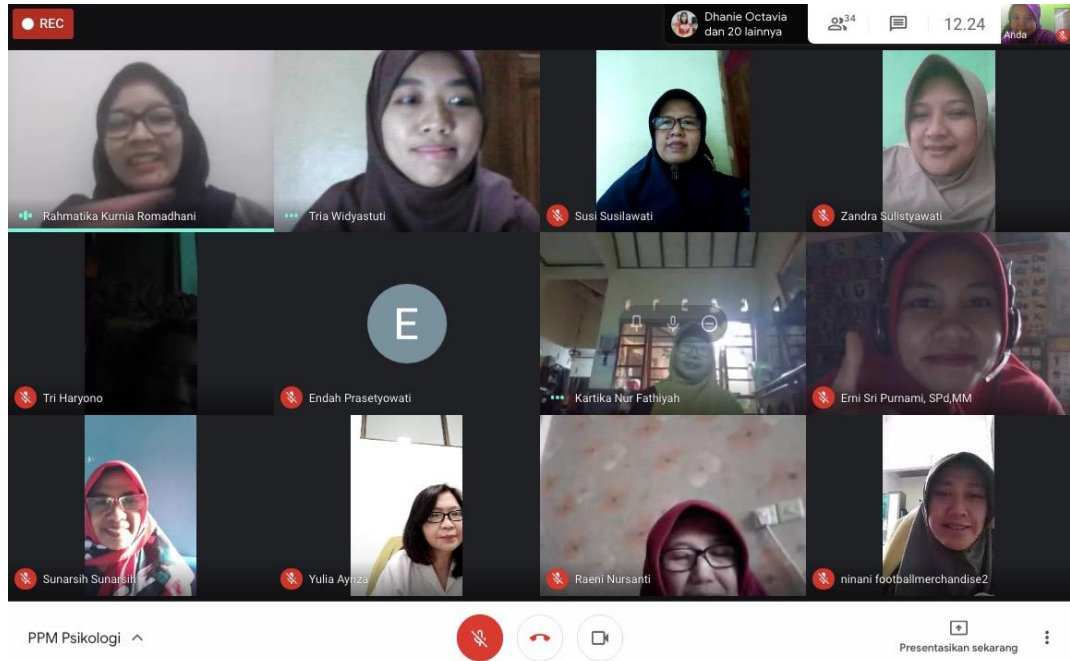 REC
Dhanie Octavia
dan 20 lainnya
34
12.24
Anda
Rahmatika Kurnia Romadhani
Tria Widyastuti
Susi Susilawati
Zandra Sulistyawati
Tri Haryono
E
Endah Prasetyowati
Kartika Nur Fathiyah
Erni Sri Purnami, SPd,MM
Sunarsih Sunarsih
Yulia Ayriza
Raeni Nursanti
ninani footballmerchandise2
PPM Psikologi
Presentasikan sekarang